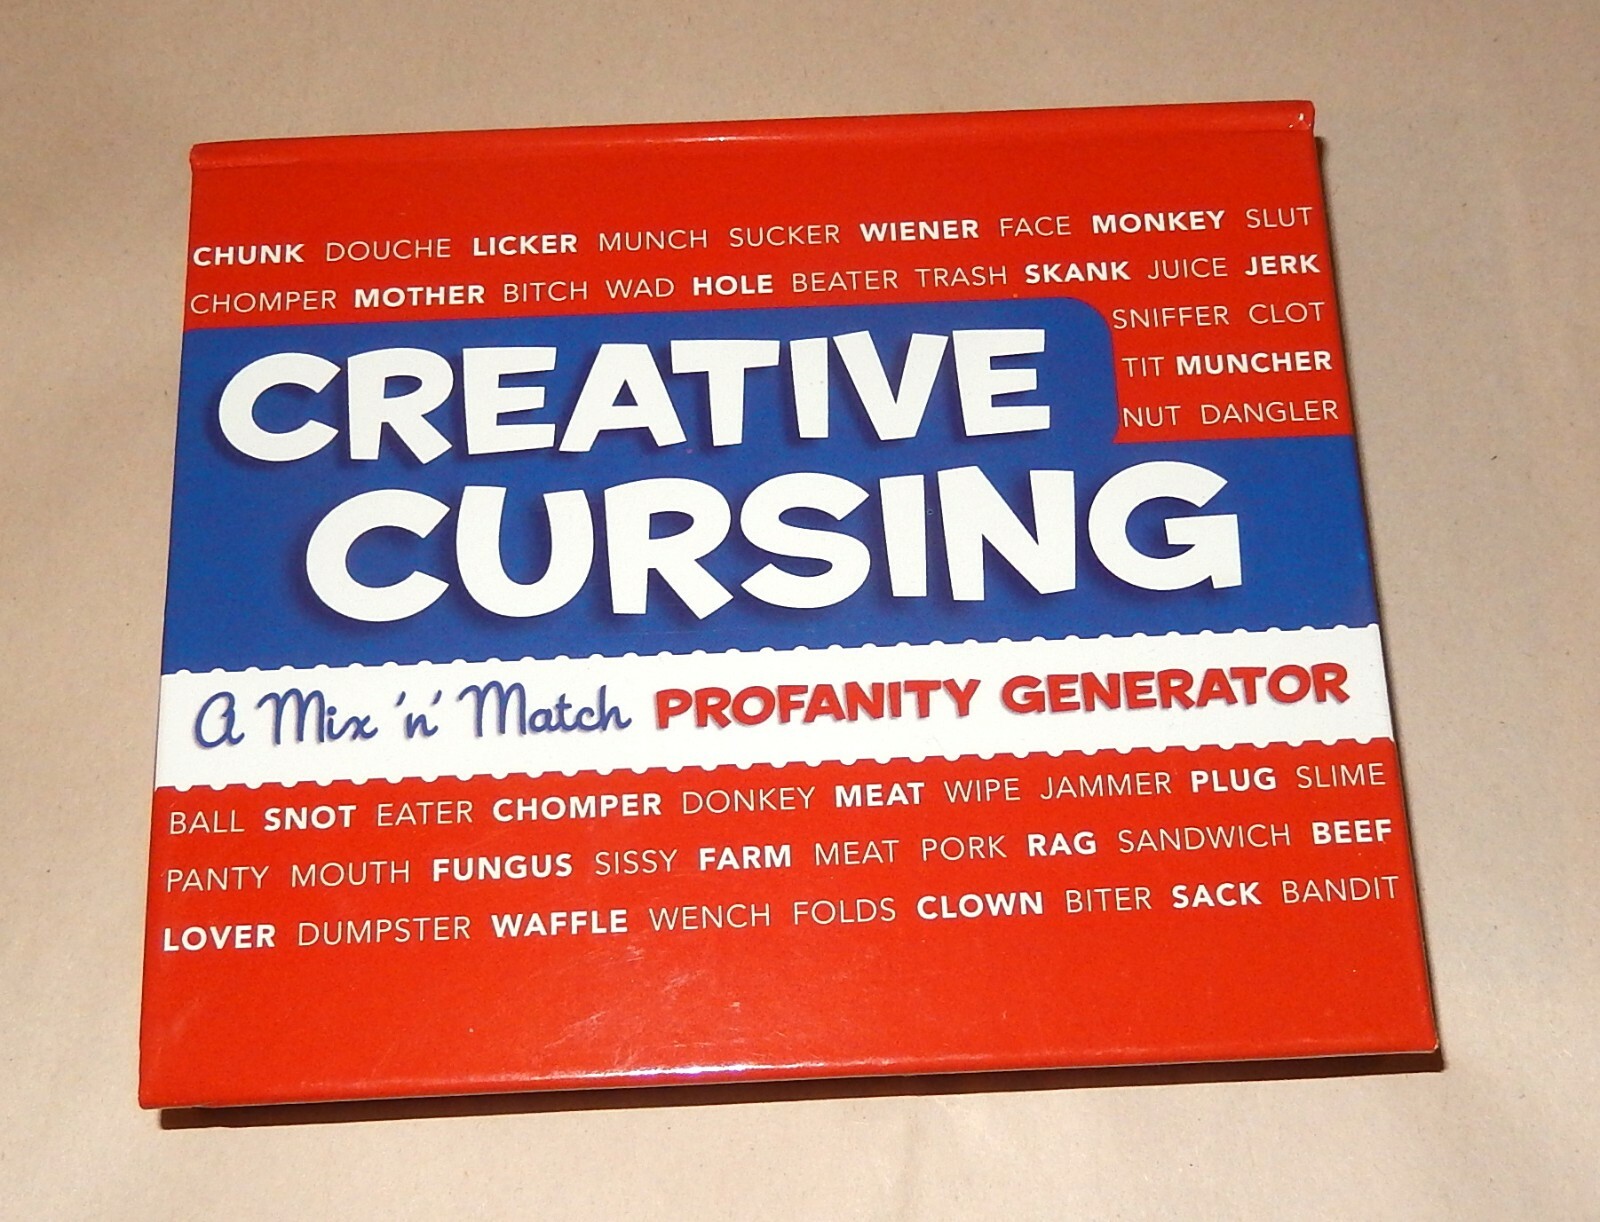 CHUNK DOUCHE LICKER MUNCH SUCKER WIENER FACE MONKEY SLUT
CHOMPER MOTHER BITCH WAD HOLE BEATER TRASH SKANK JUICE JERK
SNIFFER CLOT
TIT MUNCHER
NUT DANGLER
CREATIVE
CURSING
A Mix 'n' Match PROFANITY GENERATOR
BALL SNOT EATER CHOMPER DONKEY MEAT WIPE JAMMER PLUG SLIME
PANTY MOUTH FUNGUS SISSY FARM MEAT PORK RAG SANDWICH BEEF
LOVER DUMPSTER WAFFLE WENCH FOLDS CLOWN BITER SACK BANDIT